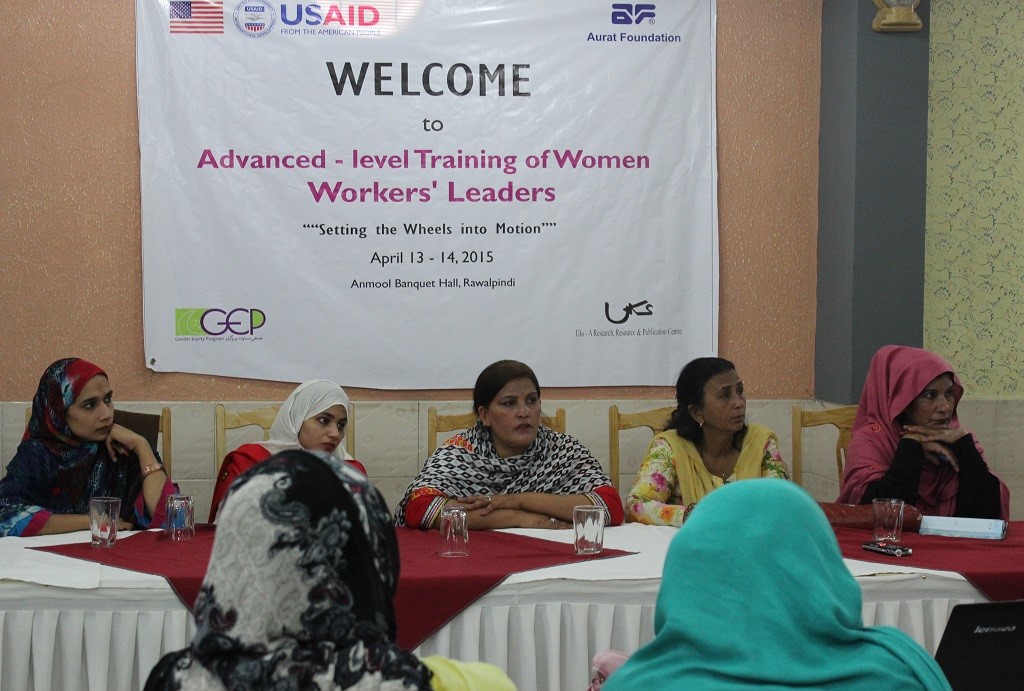 USAID
FROM THE AMERICAN PEOPLE
Aurat Foundation
WELCOME
to
Advanced - level Training of Women
Workers' Leaders
""“Setting the Wheels into Motion”""
April 13 - 14, 2015
Anmool Banquet Hall, Rawalpindi
GEP
Gender Equity Program
Uks
Uks - A Research, Resource & Publication Centre
lenovo